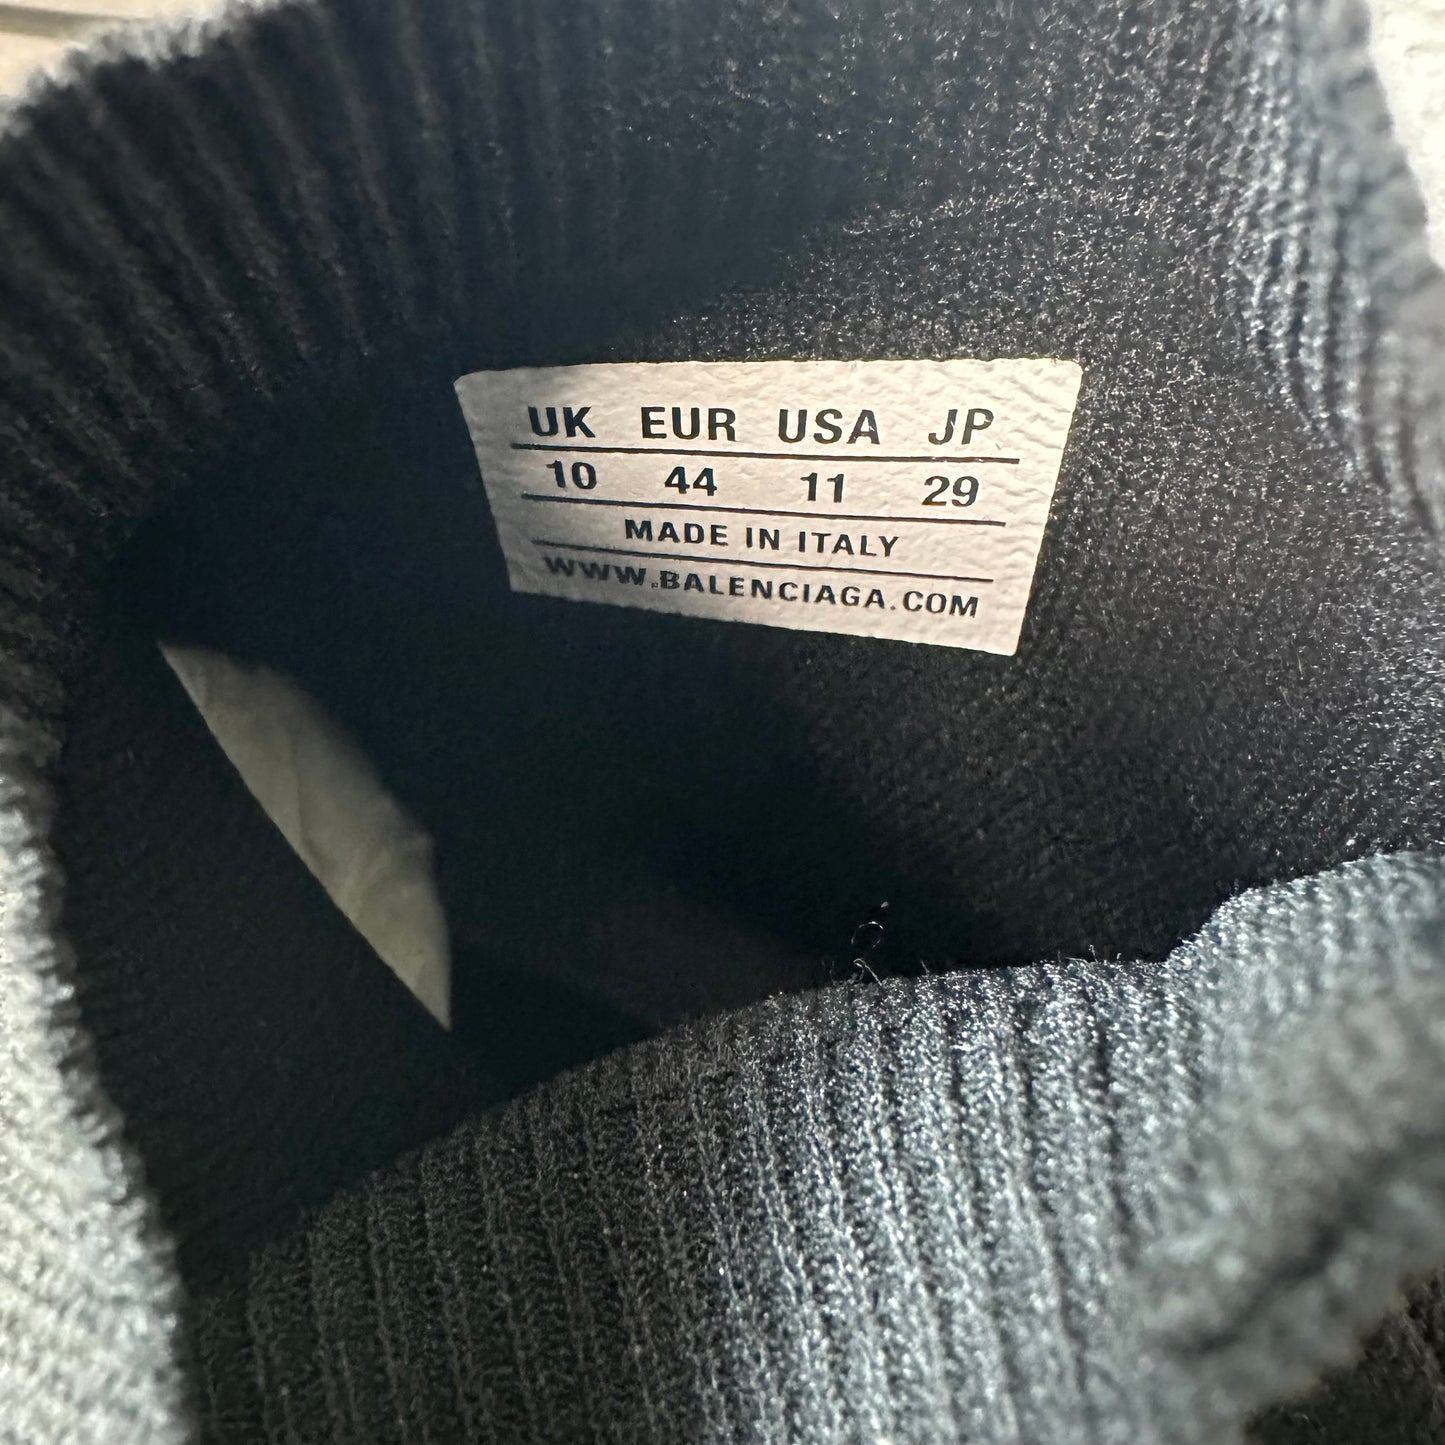 UK EUR USA JP
10 44 11 29
MADE IN ITALY
WWW.BALENCIAGA.COM